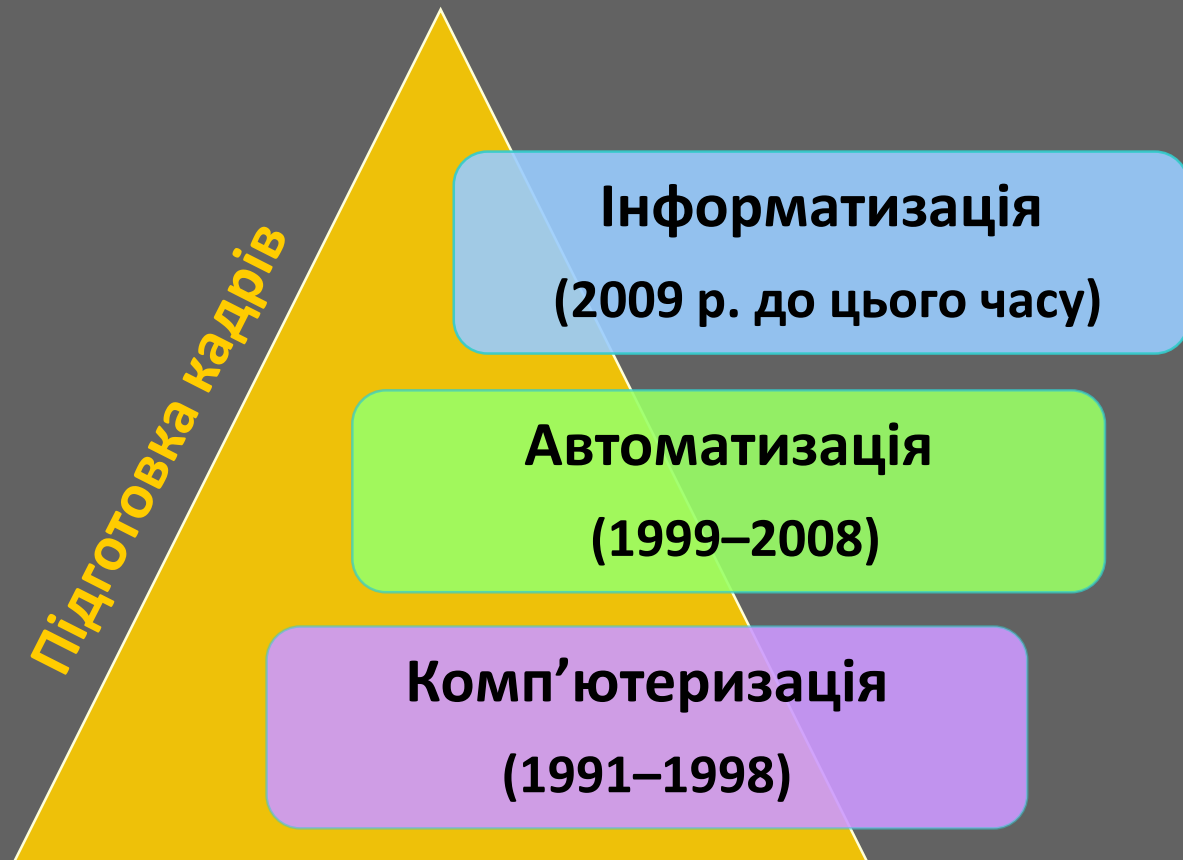 Підготовка кадрів
Інформатизація
(2009 р. до цього часу)
Автоматизація
(1999–2008)
Комп’ютеризація
(1991–1998)